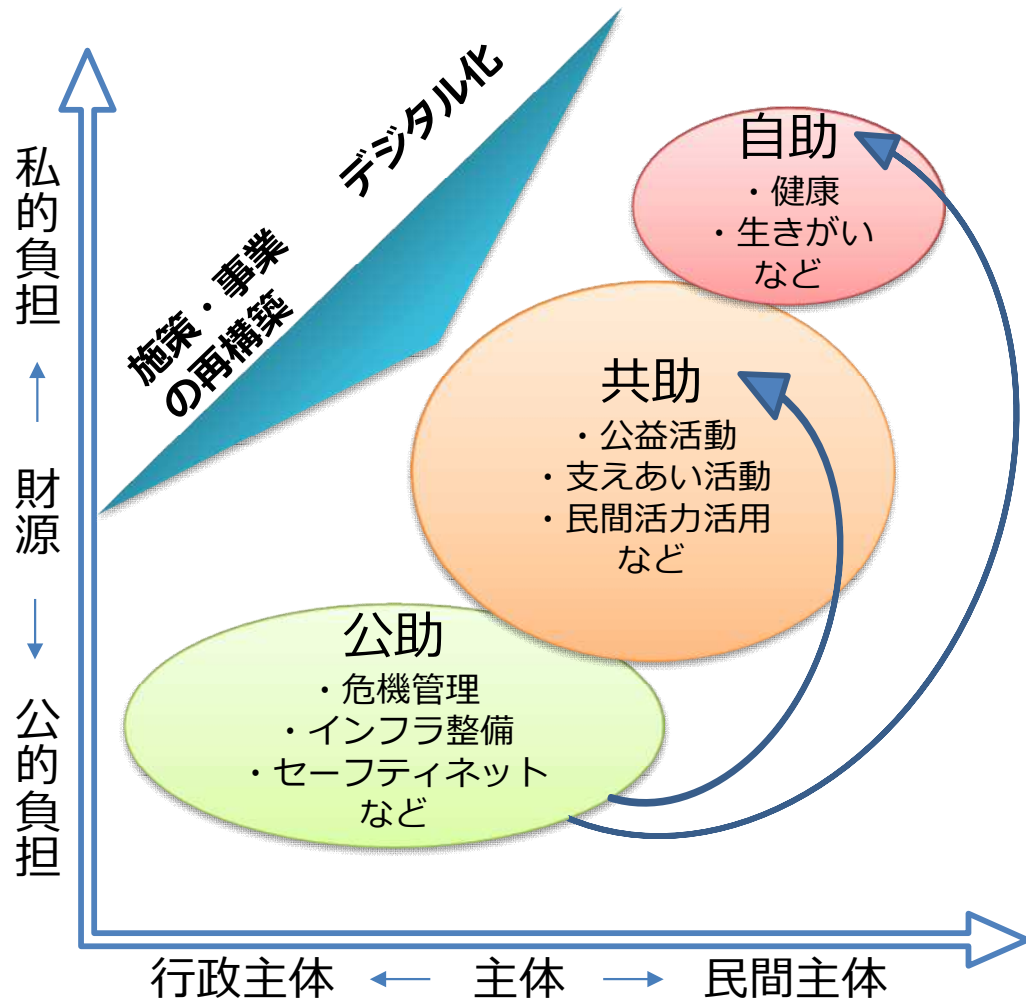 デジタル化
施策・事業
の再構築
自助
・健康
・生きがい
など
共助
・公益活動
・支えあい活動
・民間活力活用
など
公助
・危機管理
・インフラ整備
・セーフティネット
など
私的負担
↑
財源
↓
公的負担
行政主体 ← 主体 → 民間主体